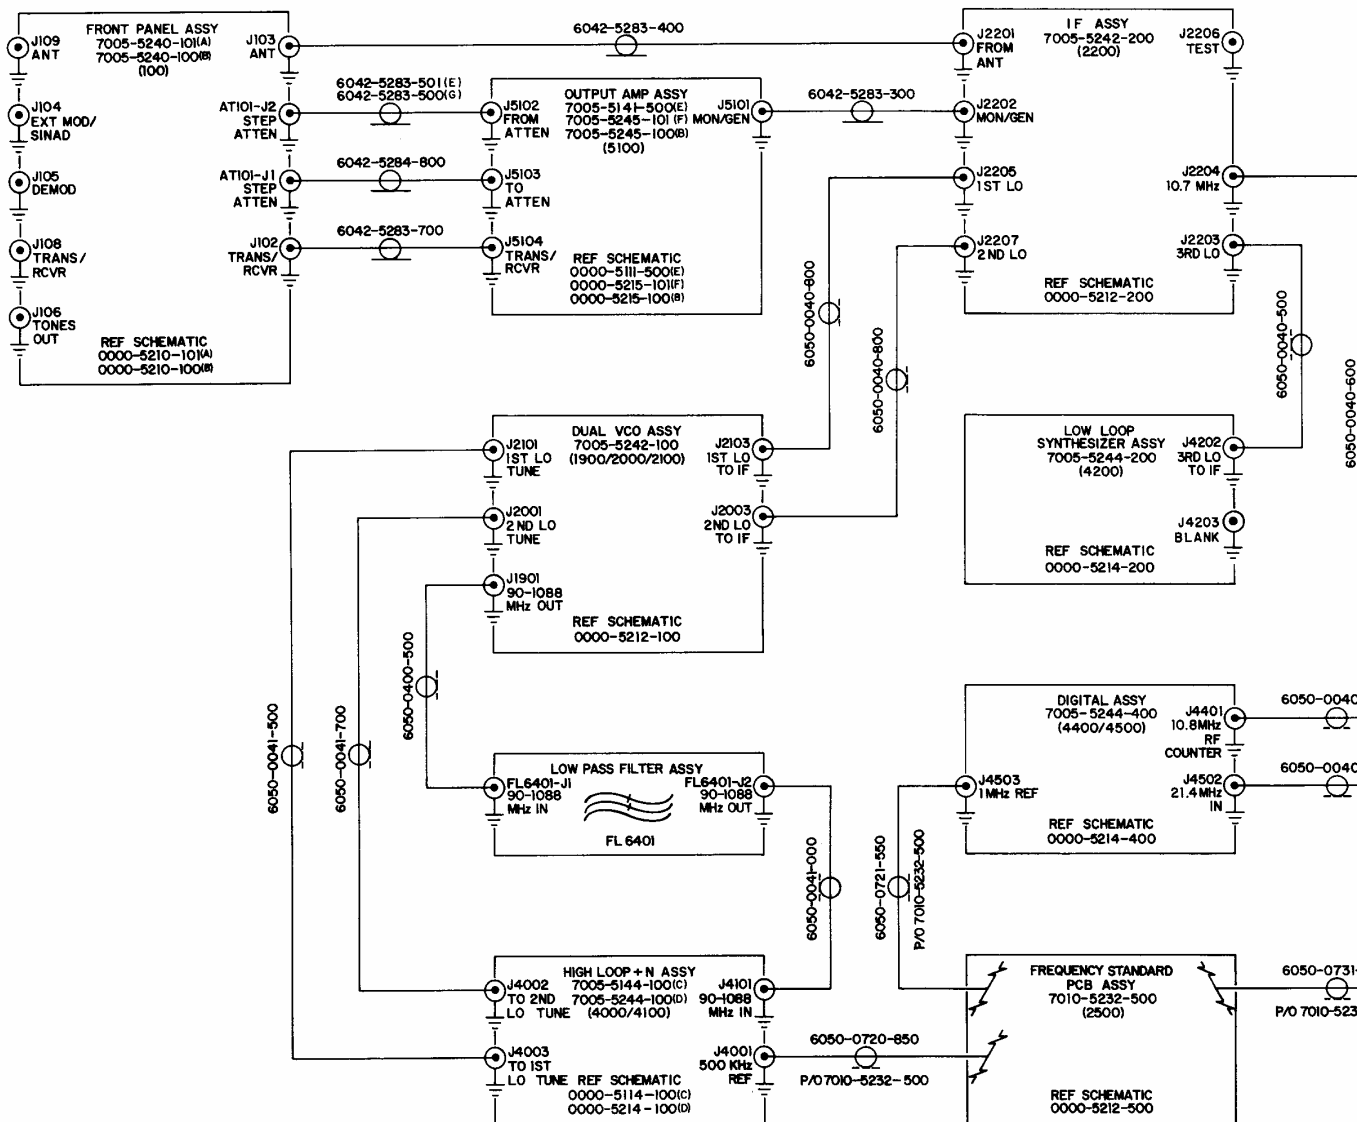 FRONT PANEL ASSY
7005-5240-101(A)
7005-5240-100(B)
(100)
J109
ANT
J103
ANT
J104
EXT MOD/
SINAD
AT101-J2
STEP
ATTEN
J105
DEMOD
AT101-J1
STEP
ATTEN
J108
TRANS/
RCVR
J102
TRANS/
RCVR
J106
TONES
OUT
REF SCHEMATIC
0000-5210-101(A)
0000-5210-100(B)
6042-5283-400
6042-5283-501(E)
6042-5283-500(G)
6042-5284-800
6042-5283-700
OUTPUT AMP ASSY
7005-5141-500(E)
7005-5245-101(F)
7005-5245-100(B)
(5100)
J5102
FROM
ATTEN
J5101
MON/GEN
J5103
TO
ATTEN
J5104
TRANS/
RCVR
REF SCHEMATIC
0000-5111-500(E)
0000-5215-101(F)
0000-5215-100(B)
6042-5283-300
IF ASSY
7005-5242-200
(2200)
J2201
FROM
ANT
J2206
TEST
J2202
MON/GEN
J2205
1ST LO
J2204
10.7 MHz
J2207
2ND LO
J2203
3RD LO
REF SCHEMATIC
0000-5212-200
6050-0040-800
6050-0040-800
6050-0040-500
6050-0040-600
DUAL VCO ASSY
7005-5242-100
(1900/2000/2100)
J2101
1ST LO
TUNE
J2103
1ST LO
TO IF
J2001
2ND LO
TUNE
J2003
2ND LO
TO IF
J1901
90-1088
MHz OUT
REF SCHEMATIC
0000-5212-100
LOW LOOP
SYNTHESIZER ASSY
7005-5244-200
(4200)
J4202
3RD LO
TO IF
J4203
BLANK
REF SCHEMATIC
0000-5214-200
6050-0041-500
6050-0041-700
6050-0400-500
LOW PASS FILTER ASSY
FL6401-J1
90-1088
MHz IN
FL6401-J2
90-1088
MHz OUT
FL 6401
6050-0041-000
DIGITAL ASSY
7005-5244-400
(4400/4500)
J4401
10.8MHz
RF
COUNTER
J4503
1MHz REF
J4502
21.4MHz
IN
REF SCHEMATIC
0000-5214-400
6050-0040
6050-0040
6050-0721-550
P/O 7010-5232-500
HIGH LOOP+N ASSY
7005-5144-100(C)
7005-5244-100(D)
(4000/4100)
J4002
TO 2ND
LO TUNE
J4101
90-1088
MHz IN
J4003
TO 1ST
LO TUNE
J4001
500 KHz
REF
REF SCHEMATIC
0000-5114-100(C)
0000-5214-100(D)
6050-0720-850
P/O 7010-5232-500
FREQUENCY STANDARD
PCB ASSY
7010-5232-500
(2500)
REF SCHEMATIC
0000-5212-500
6050-0731-
P/O 7010-523